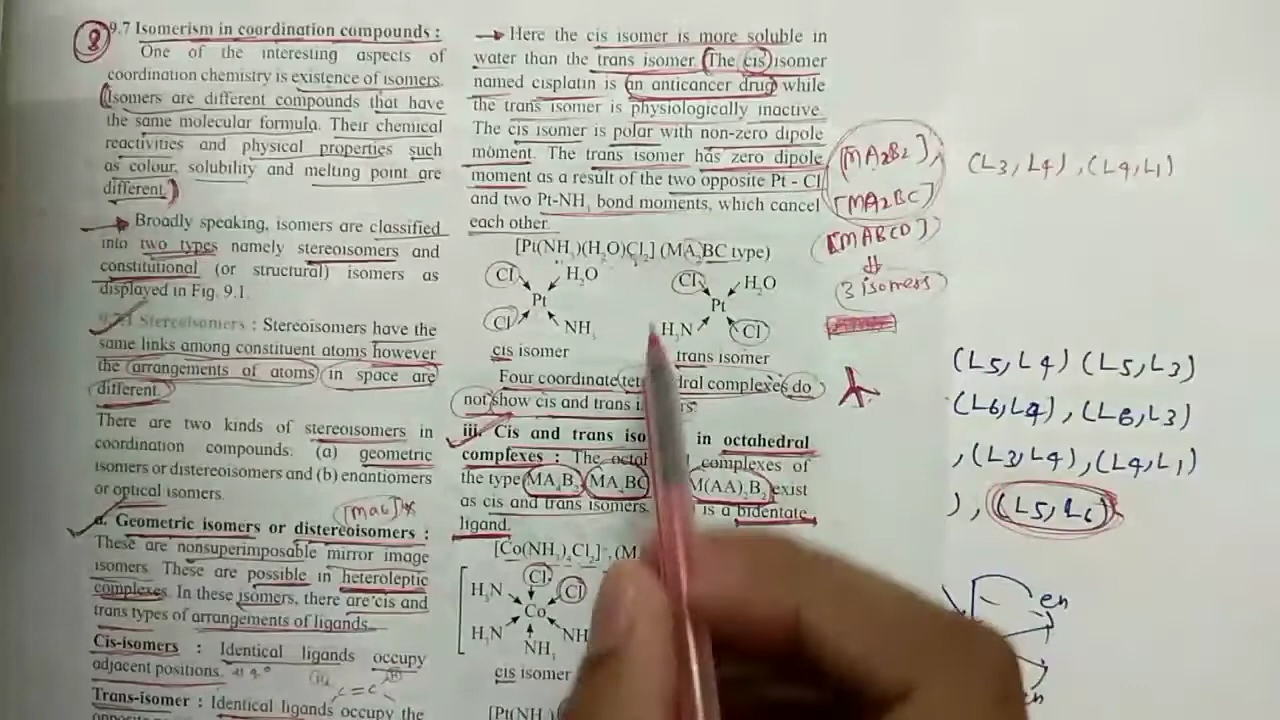 8
9.7 Isomerism in coordination compounds :
One of the interesting aspects of
coordination chemistry is existence of isomers.
Isomers are different compounds that have
the same molecular formula. Their chemical
reactivities and physical properties such
as colour, solubility and melting point are
different.
Broadly speaking, isomers are classified
into two types namely stereoisomers and
constitutional (or structural) isomers as
displayed in Fig. 9.1.
9.7.1 Stereoisomers : Stereoisomers have the
same links among constituent atoms however
the arrangements of atoms in space are
different.
There are two kinds of stereoisomers in
coordination compounds: (a) geometric
isomers or distereoisomers and (b) enantiomers
or optical isomers.
[ma6]
a. Geometric isomers or distereoisomers :
These are nonsuperimposable mirror image
isomers. These are possible in heteroleptic
complexes. In these isomers, there are cis and
trans types of arrangements of ligands.
Cis-isomers : Identical ligands occupy
adjacent positions.
C=C
Trans-isomer : Identical ligands occupy the
Here the cis isomer is more soluble in
water than the trans isomer. The cis isomer
named cisplatin is an anticancer drug while
the trans isomer is physiologically inactive.
The cis isomer is polar with non-zero dipole
moment. The trans isomer has zero dipole
moment as a result of the two opposite Pt - Cl
and two Pt-NH3 bond moments, which cancel
each other.
[Pt(NH3)(H2O)Cl2] (MA2BC type)
Cl H2O Cl H2O
Pt Pt
Cl NH3 H3N Cl
cis isomer trans isomer
Four coordinate tet dral complexes do
not show cis and trans
iii. Cis and trans iso in octahedral
complexes : The octah complexes of
the type MA4B2, MA4BC M(AA)2B2 exist
as cis and trans isomers. is a bidentate
ligand.
[Co(NH3)4Cl2] (M
Cl
H3N Cl
Co
H3N NH
NH3
cis isomer
[Pt(NH
[MA2B2],
[MA2BC]
[MABCD]
⇓
3 isomers
(L3, L4), (L4, L1)
(L5, L4) (L5, L3)
(L6, L4), (L6, L3)
, (L3, L4), (L4, L1)
), (L5, L6)
en